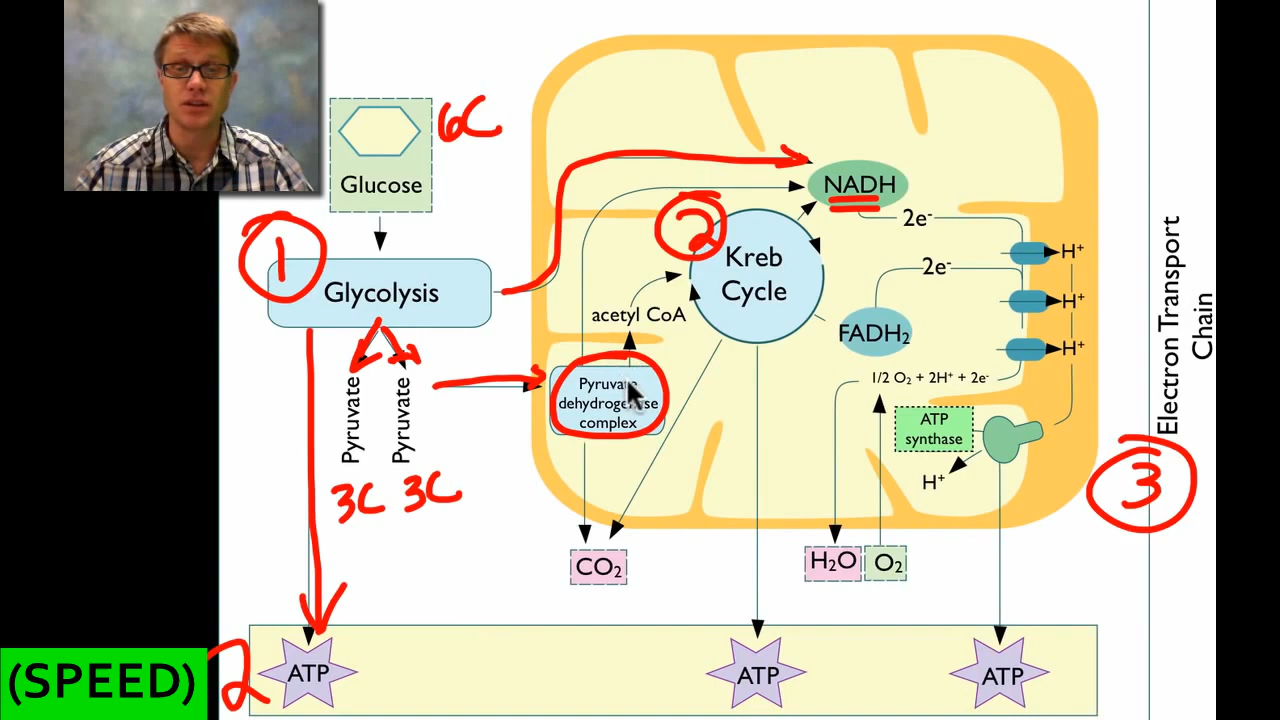 6C
Glucose
1
Glycolysis
Pyruvate
Pyruvate
3C 3C
2
Kreb
Cycle
NADH
2e-
2e-
FADH₂
acetyl CoA
Pyruvate
dehydrogenase
complex
H⁺
H⁺
H⁺
1/2 O₂ + 2H⁺ + 2e-
ATP
synthase
H⁺
CO₂
H₂O
O₂
Electron Transport
Chain
3
2
ATP
ATP
ATP
(SPEED)